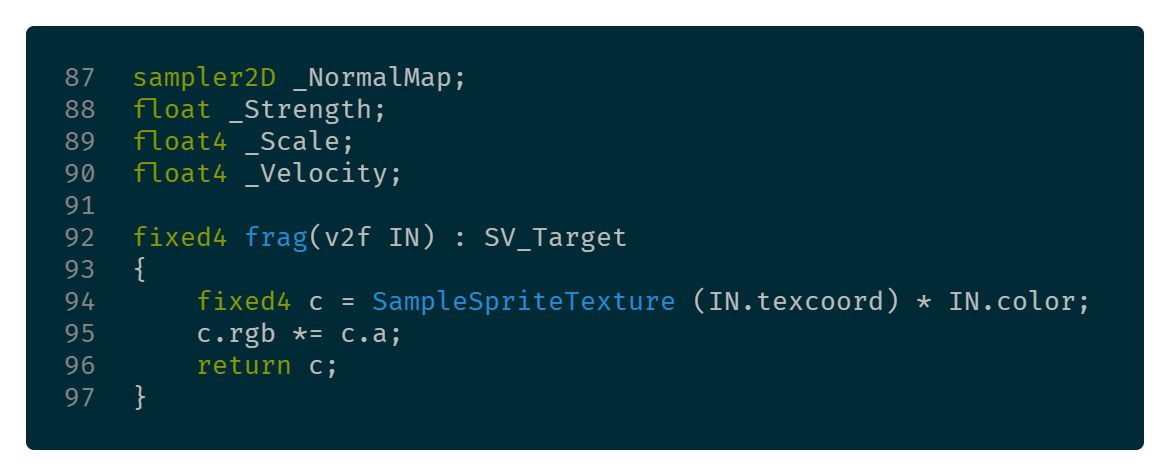 87 sampler2D _NormalMap;
88 float _Strength;
89 float4 _Scale;
90 float4 _Velocity;
91
92 fixed4 frag(v2f IN) : SV_Target
93 {
94     fixed4 c = SampleSpriteTexture (IN.texcoord) * IN.color;
95     c.rgb *= c.a;
96     return c;
97 }